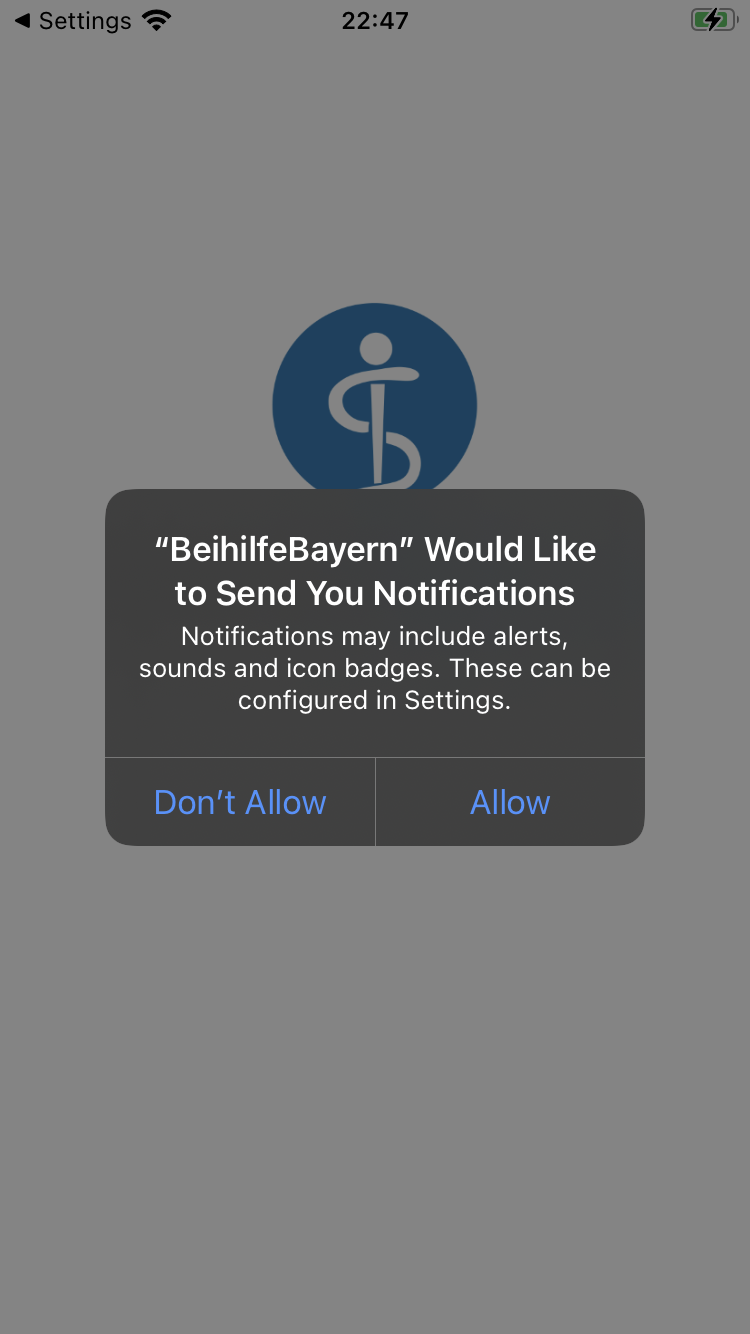 ◀ Settings
22:47
“BeihilfeBayern” Would Like
to Send You Notifications
Notifications may include alerts,
sounds and icon badges. These can be
configured in Settings.
Don’t Allow
Allow